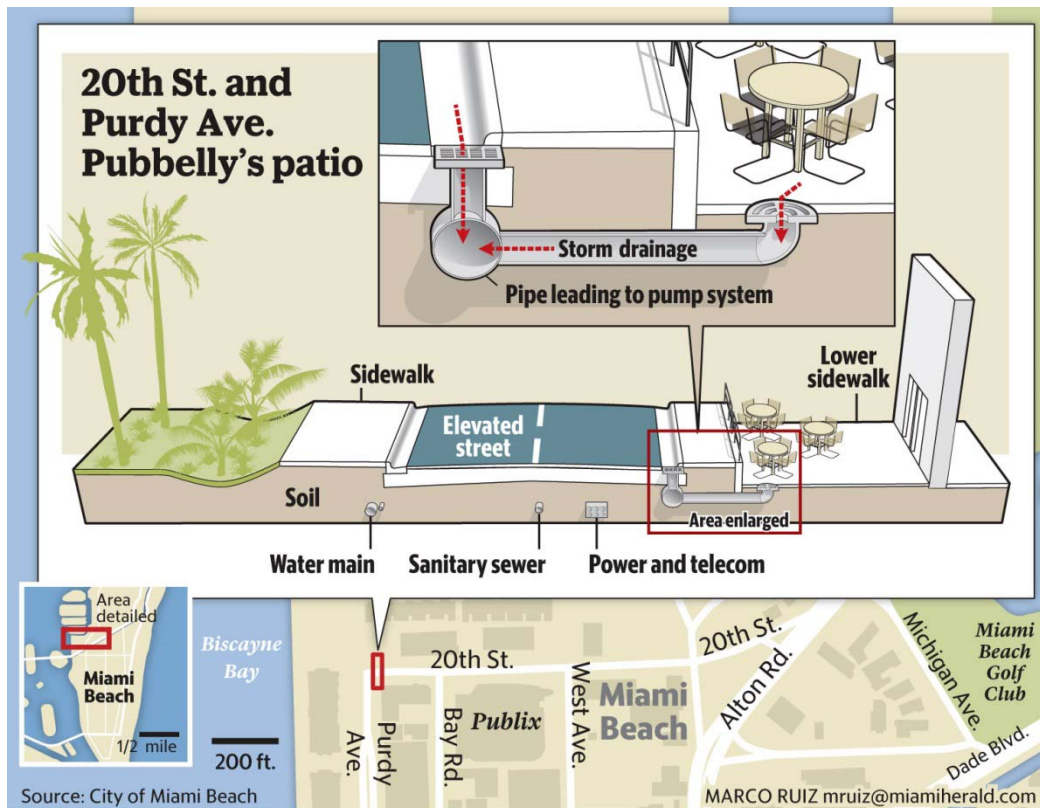 20th St. and
Purdy Ave.
Pubbelly's patio
Storm drainage
Pipe leading to pump system
Sidewalk
Lower
sidewalk
Elevated
street
Soil
Area enlarged
Water main
Sanitary sewer
Power and telecom
Area
detailed
Miami
Beach
1/2 mile
Biscayne
Bay
200 ft.
20th St.
Purdy
Ave.
Bay Rd.
Publix
West Ave.
Miami
Beach
20th St.
Alton Rd.
Michigan Ave.
Miami
Beach
Golf
Club
Dade Blvd.
Source: City of Miami Beach
MARCO RUIZ mruiz@miamiherald.com